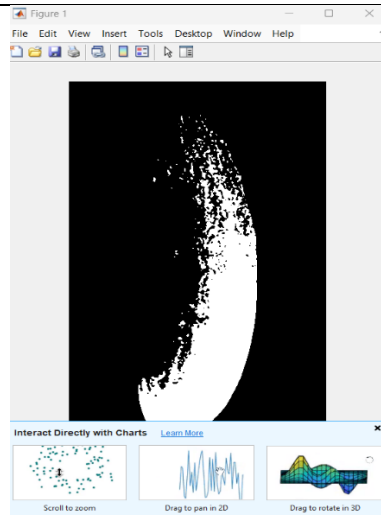 Figure 1
File Edit View Insert Tools Desktop Window Help
Interact Directly with Charts Learn More
Scroll to zoom Drag to pan in 2D Drag to rotate in 3D